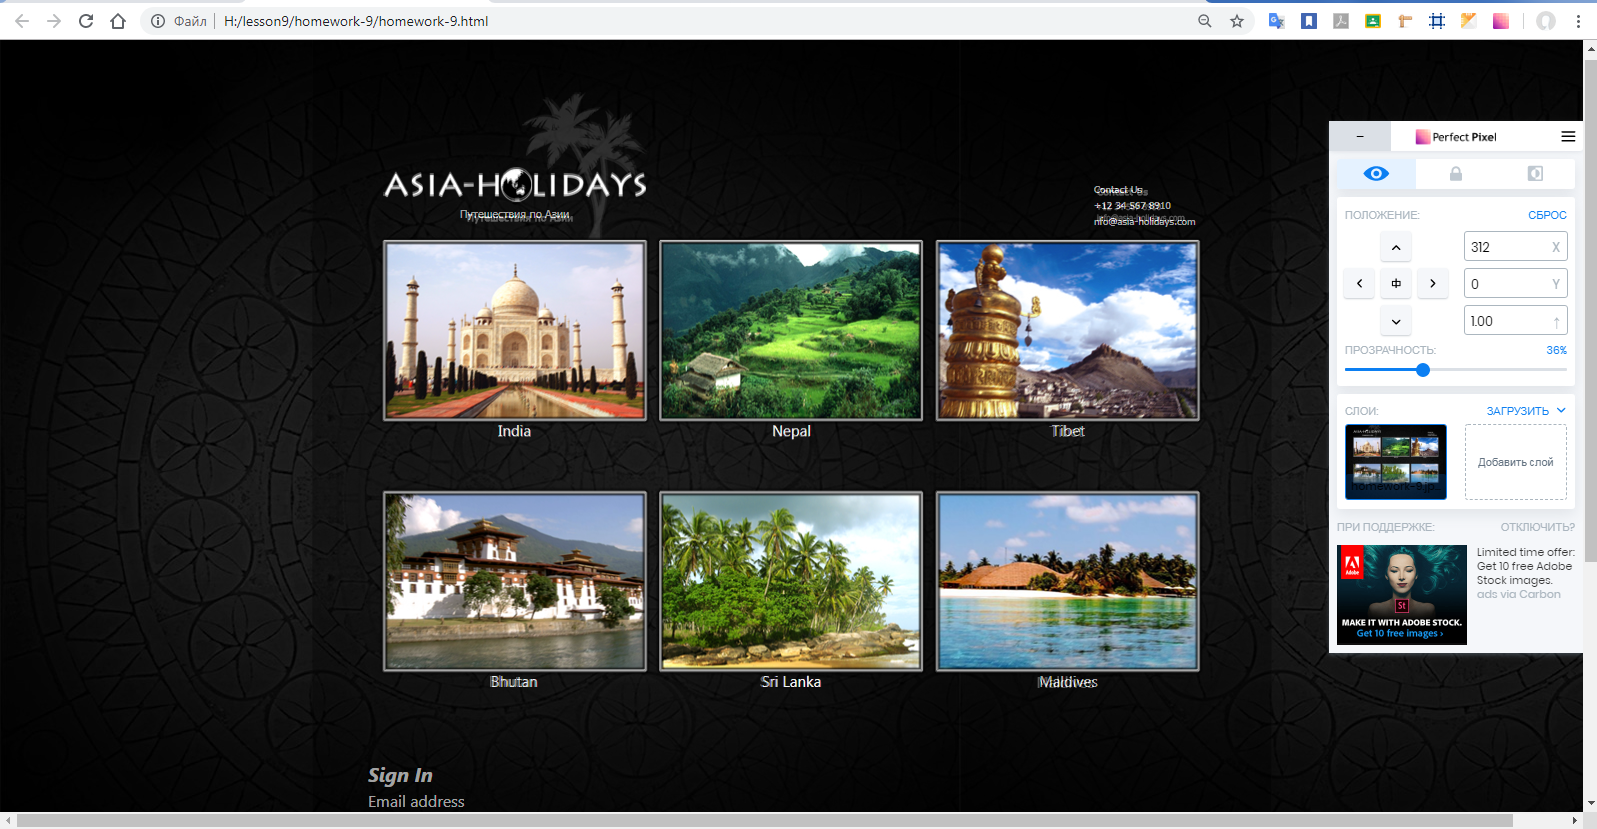 Файл
H:/lesson9/homework-9/homework-9.html
Perfect Pixel
ASIA-HOLIDAYS
Путешествия по Азии
Contact Us
+12 34 567 8910
nfo@asia-holidays.com
ПОЛОЖЕНИЕ:
СБРОС
312
X
0
Y
1.00
ПРОЗРАЧНОСТЬ:
36%
СЛОИ:
ЗАГРУЗИТЬ
Добавить слой
India
Nepal
Tibet
ПРИ ПОДДЕРЖКЕ:
ОТКЛЮЧИТЬ?
Adobe
St
MAKE IT WITH ADOBE STOCK.
Get 10 free images ›
Limited time offer:
Get 10 free Adobe
Stock images.
ads via Carbon
Bhutan
Sri Lanka
Maldives
Sign In
Email address